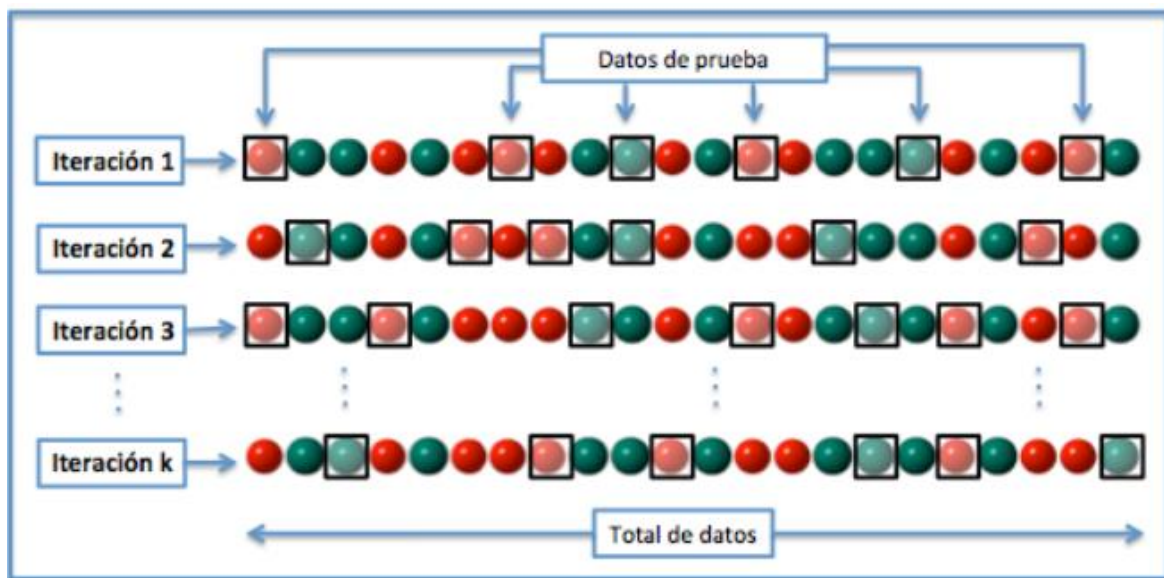 Datos de prueba
Iteración 1
Iteración 2
Iteración 3
Iteración k
Total de datos